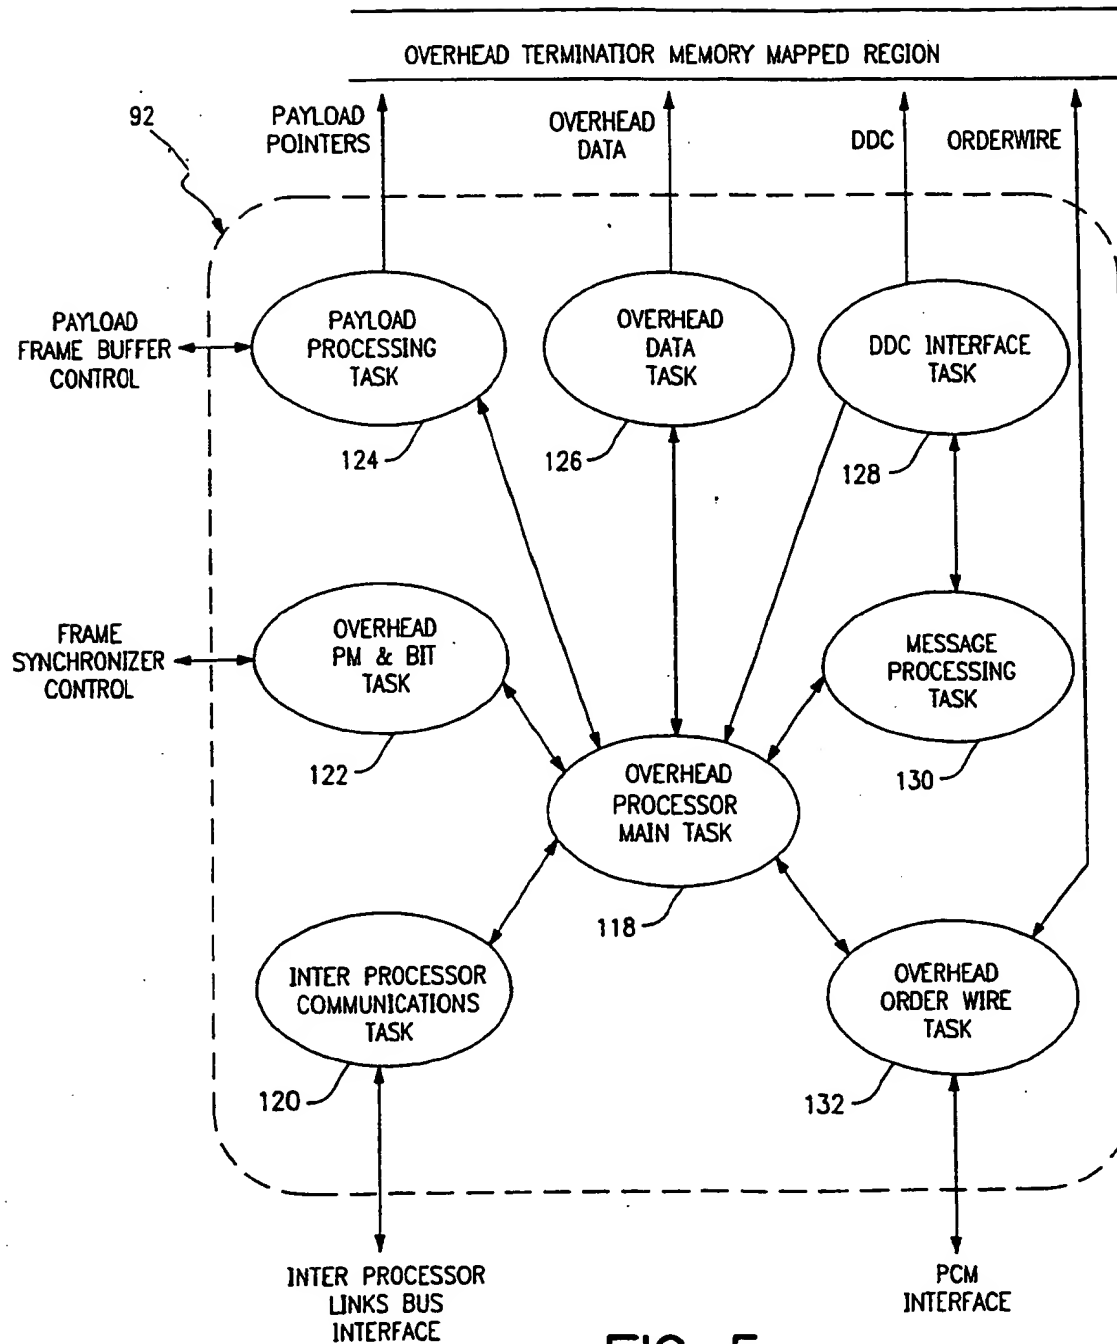 OVERHEAD TERMINATIOR MEMORY MAPPED REGION
92
PAYLOAD
POINTERS
OVERHEAD
DATA
DDC
ORDERWIRE
PAYLOAD
FRAME BUFFER
CONTROL
PAYLOAD
PROCESSING
TASK
124
OVERHEAD
DATA
TASK
126
DDC INTERFACE
TASK
128
FRAME
SYNCHRONIZER
CONTROL
OVERHEAD
PM & BIT
TASK
122
MESSAGE
PROCESSING
TASK
130
OVERHEAD
PROCESSOR
MAIN TASK
118
INTER PROCESSOR
COMMUNICATIONS
TASK
120
OVERHEAD
ORDER WIRE
TASK
132
INTER PROCESSOR
LINKS BUS
INTERFACE
PCM
INTERFACE